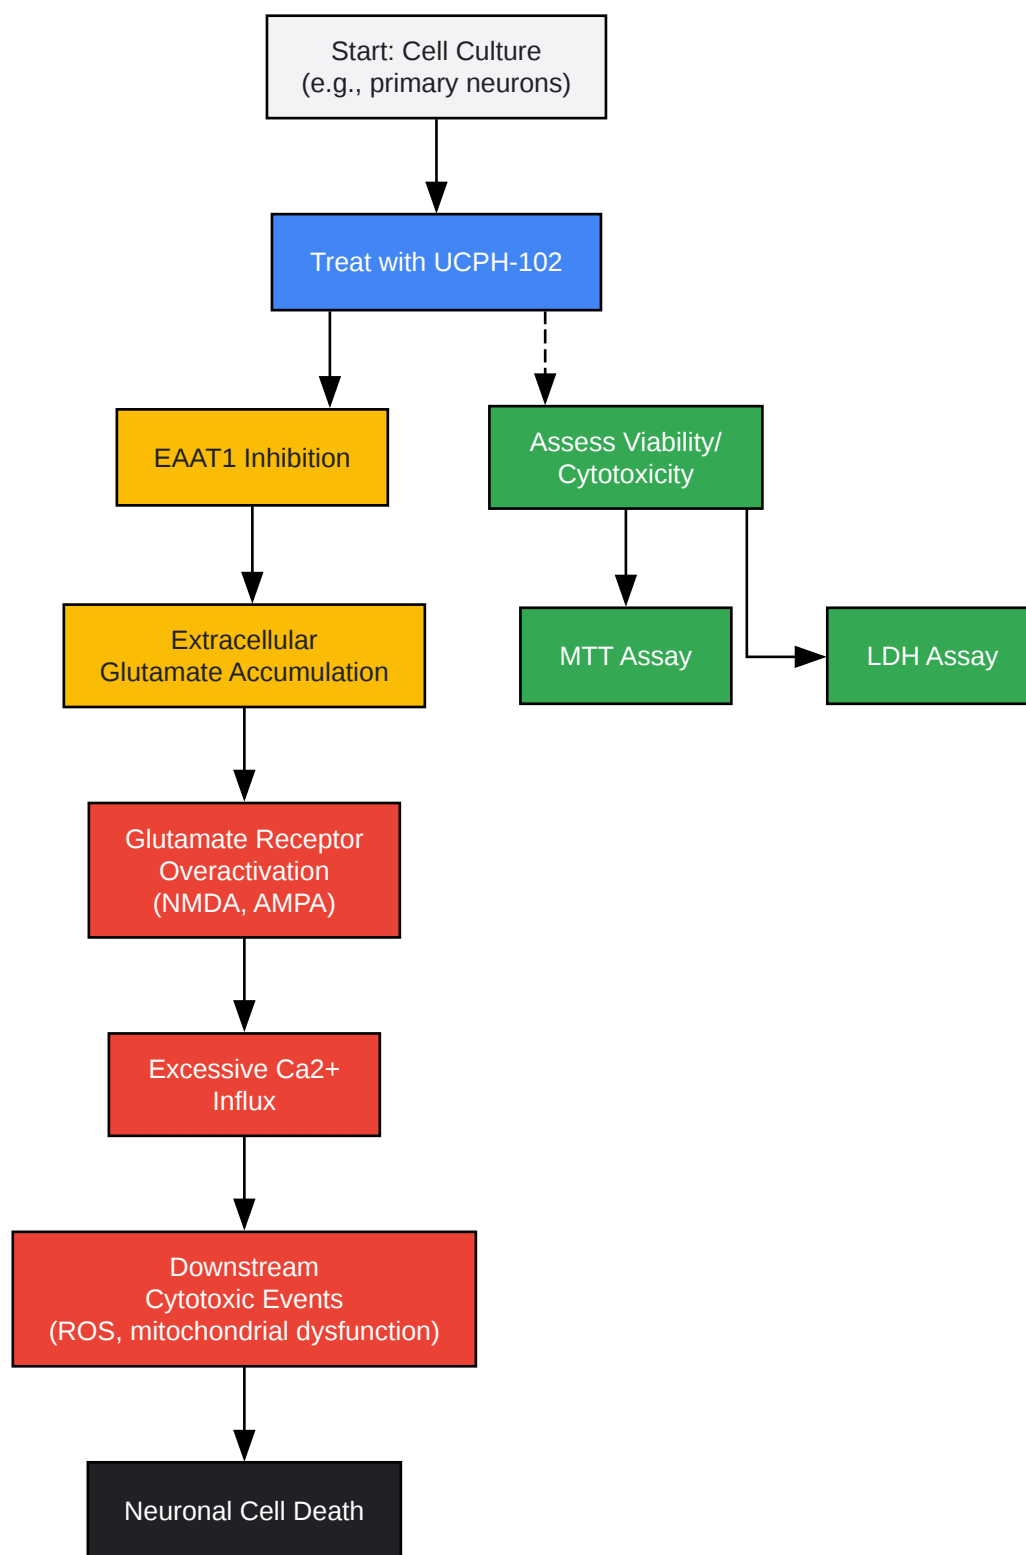 Start: Cell Culture
(e.g., primary neurons)
Treat with UCPH-102
EAAT1 Inhibition
Assess Viability/
Cytotoxicity
Extracellular
Glutamate Accumulation
MTT Assay
LDH Assay
Glutamate Receptor
Overactivation
(NMDA, AMPA)
Excessive Ca2+
Influx
Downstream
Cytotoxic Events
(ROS, mitochondrial dysfunction)
Neuronal Cell Death